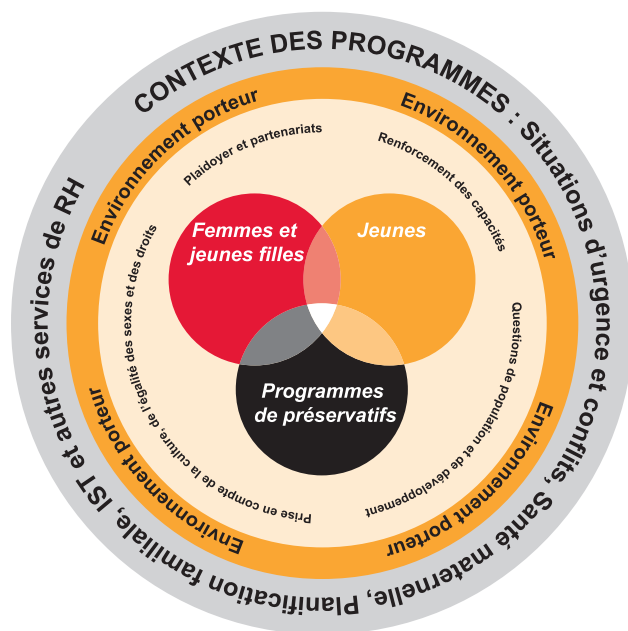 CONTEXTE DES PROGRAMMES : Situations d'urgence et conflits, Santé maternelle, Planification familiale, IST et autres services de RH
Environnement porteur
Environnement porteur
Environnement porteur
Environnement porteur
Plaidoyer et partenariats
Renforcement des capacités
Questions de population et de développement
Prise en compte de la culture, de l'égalité des sexes et des droits
Femmes et
jeunes filles
Jeunes
Programmes
de préservatifs